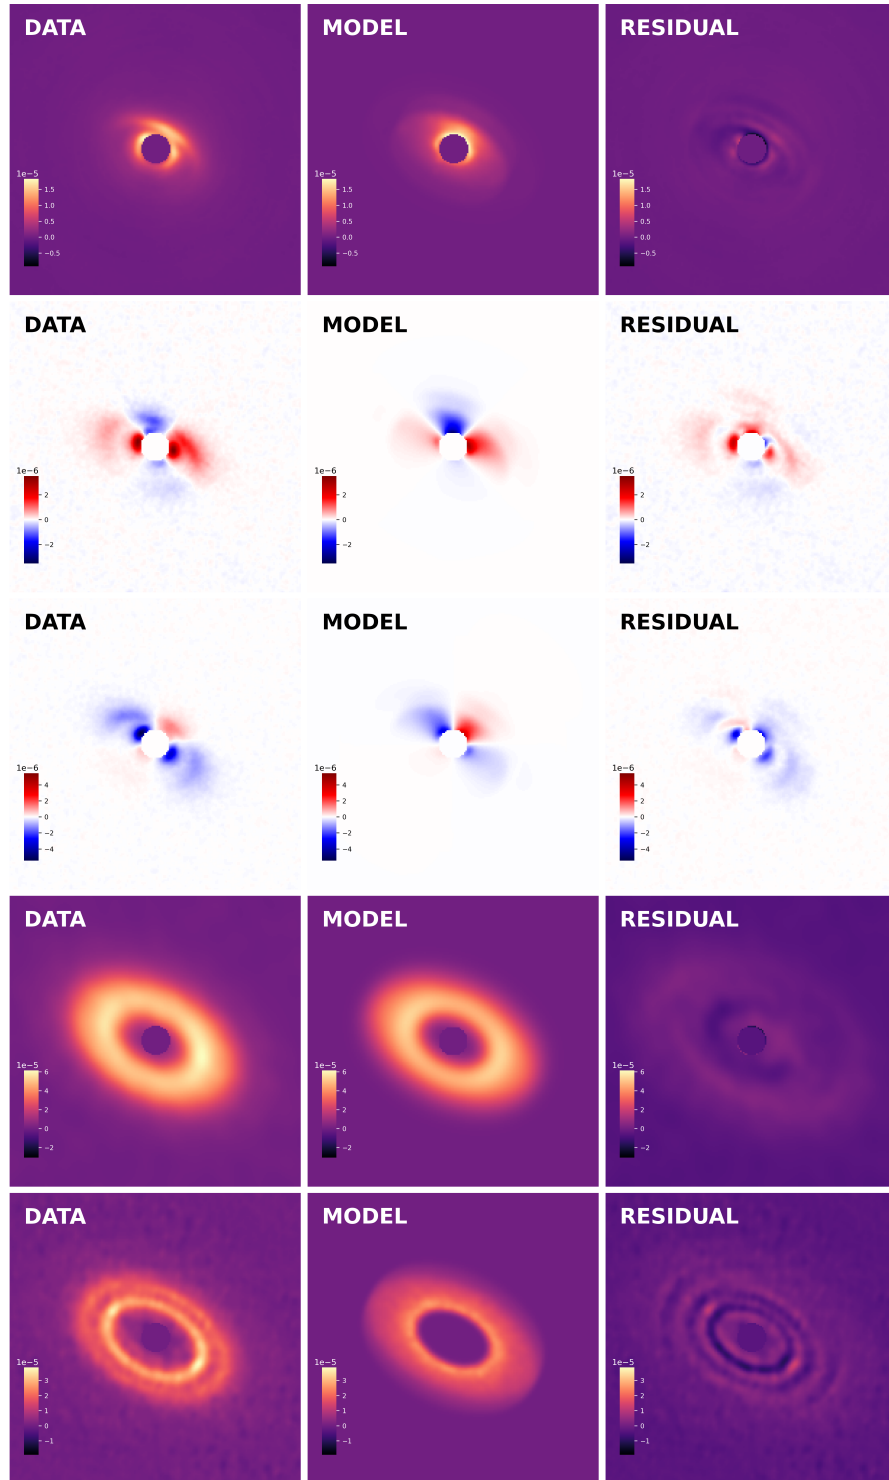 DATA MODEL RESIDUAL
1e−5 1e−5 1e−5
1.5 1.5 1.5
1.0 1.0 1.0
0.5 0.5 0.5
0.0 0.0 0.0
−0.5 −0.5 −0.5
DATA MODEL RESIDUAL
1e−6 1e−6 1e−6
2 2 2
0 0 0
−2 −2 −2
DATA MODEL RESIDUAL
1e−6 1e−6 1e−6
4 4 4
2 2 2
0 0 0
−2 −2 −2
−4 −4 −4
DATA MODEL RESIDUAL
1e−5 1e−5 1e−5
6 6 6
4 4 4
2 2 2
0 0 0
−2 −2 −2
DATA MODEL RESIDUAL
1e−5 1e−5 1e−5
3 3 3
2 2 2
1 1 1
0 0 0
−1 −1 −1